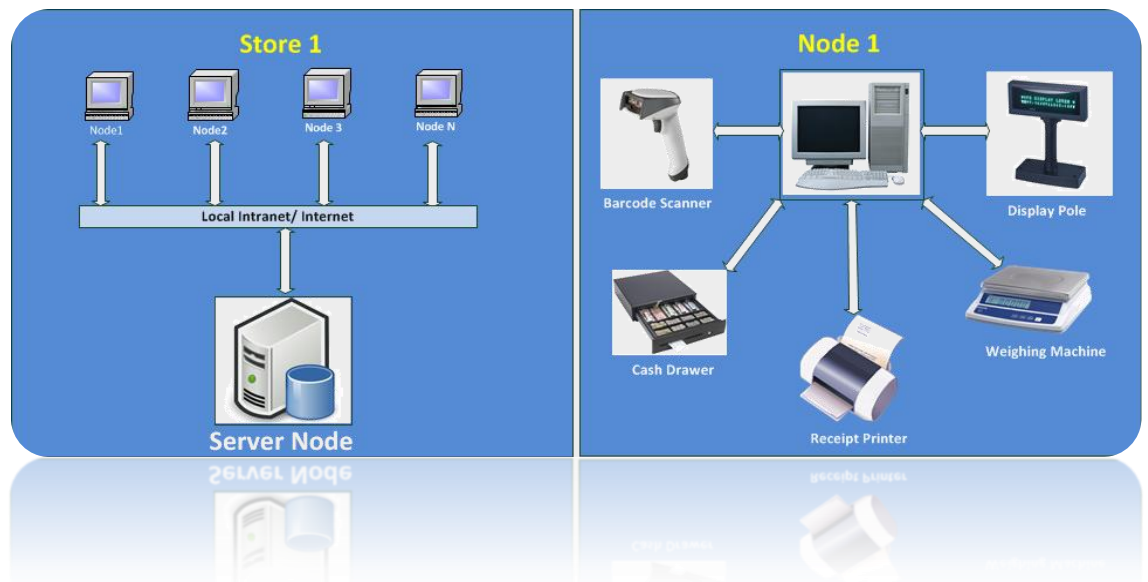 Store 1
Node1
Node2
Node 3
Node N
Local Intranet/ Internet
Server Node
Node 1
Barcode Scanner
Display Pole
Cash Drawer
Weighing Machine
Receipt Printer